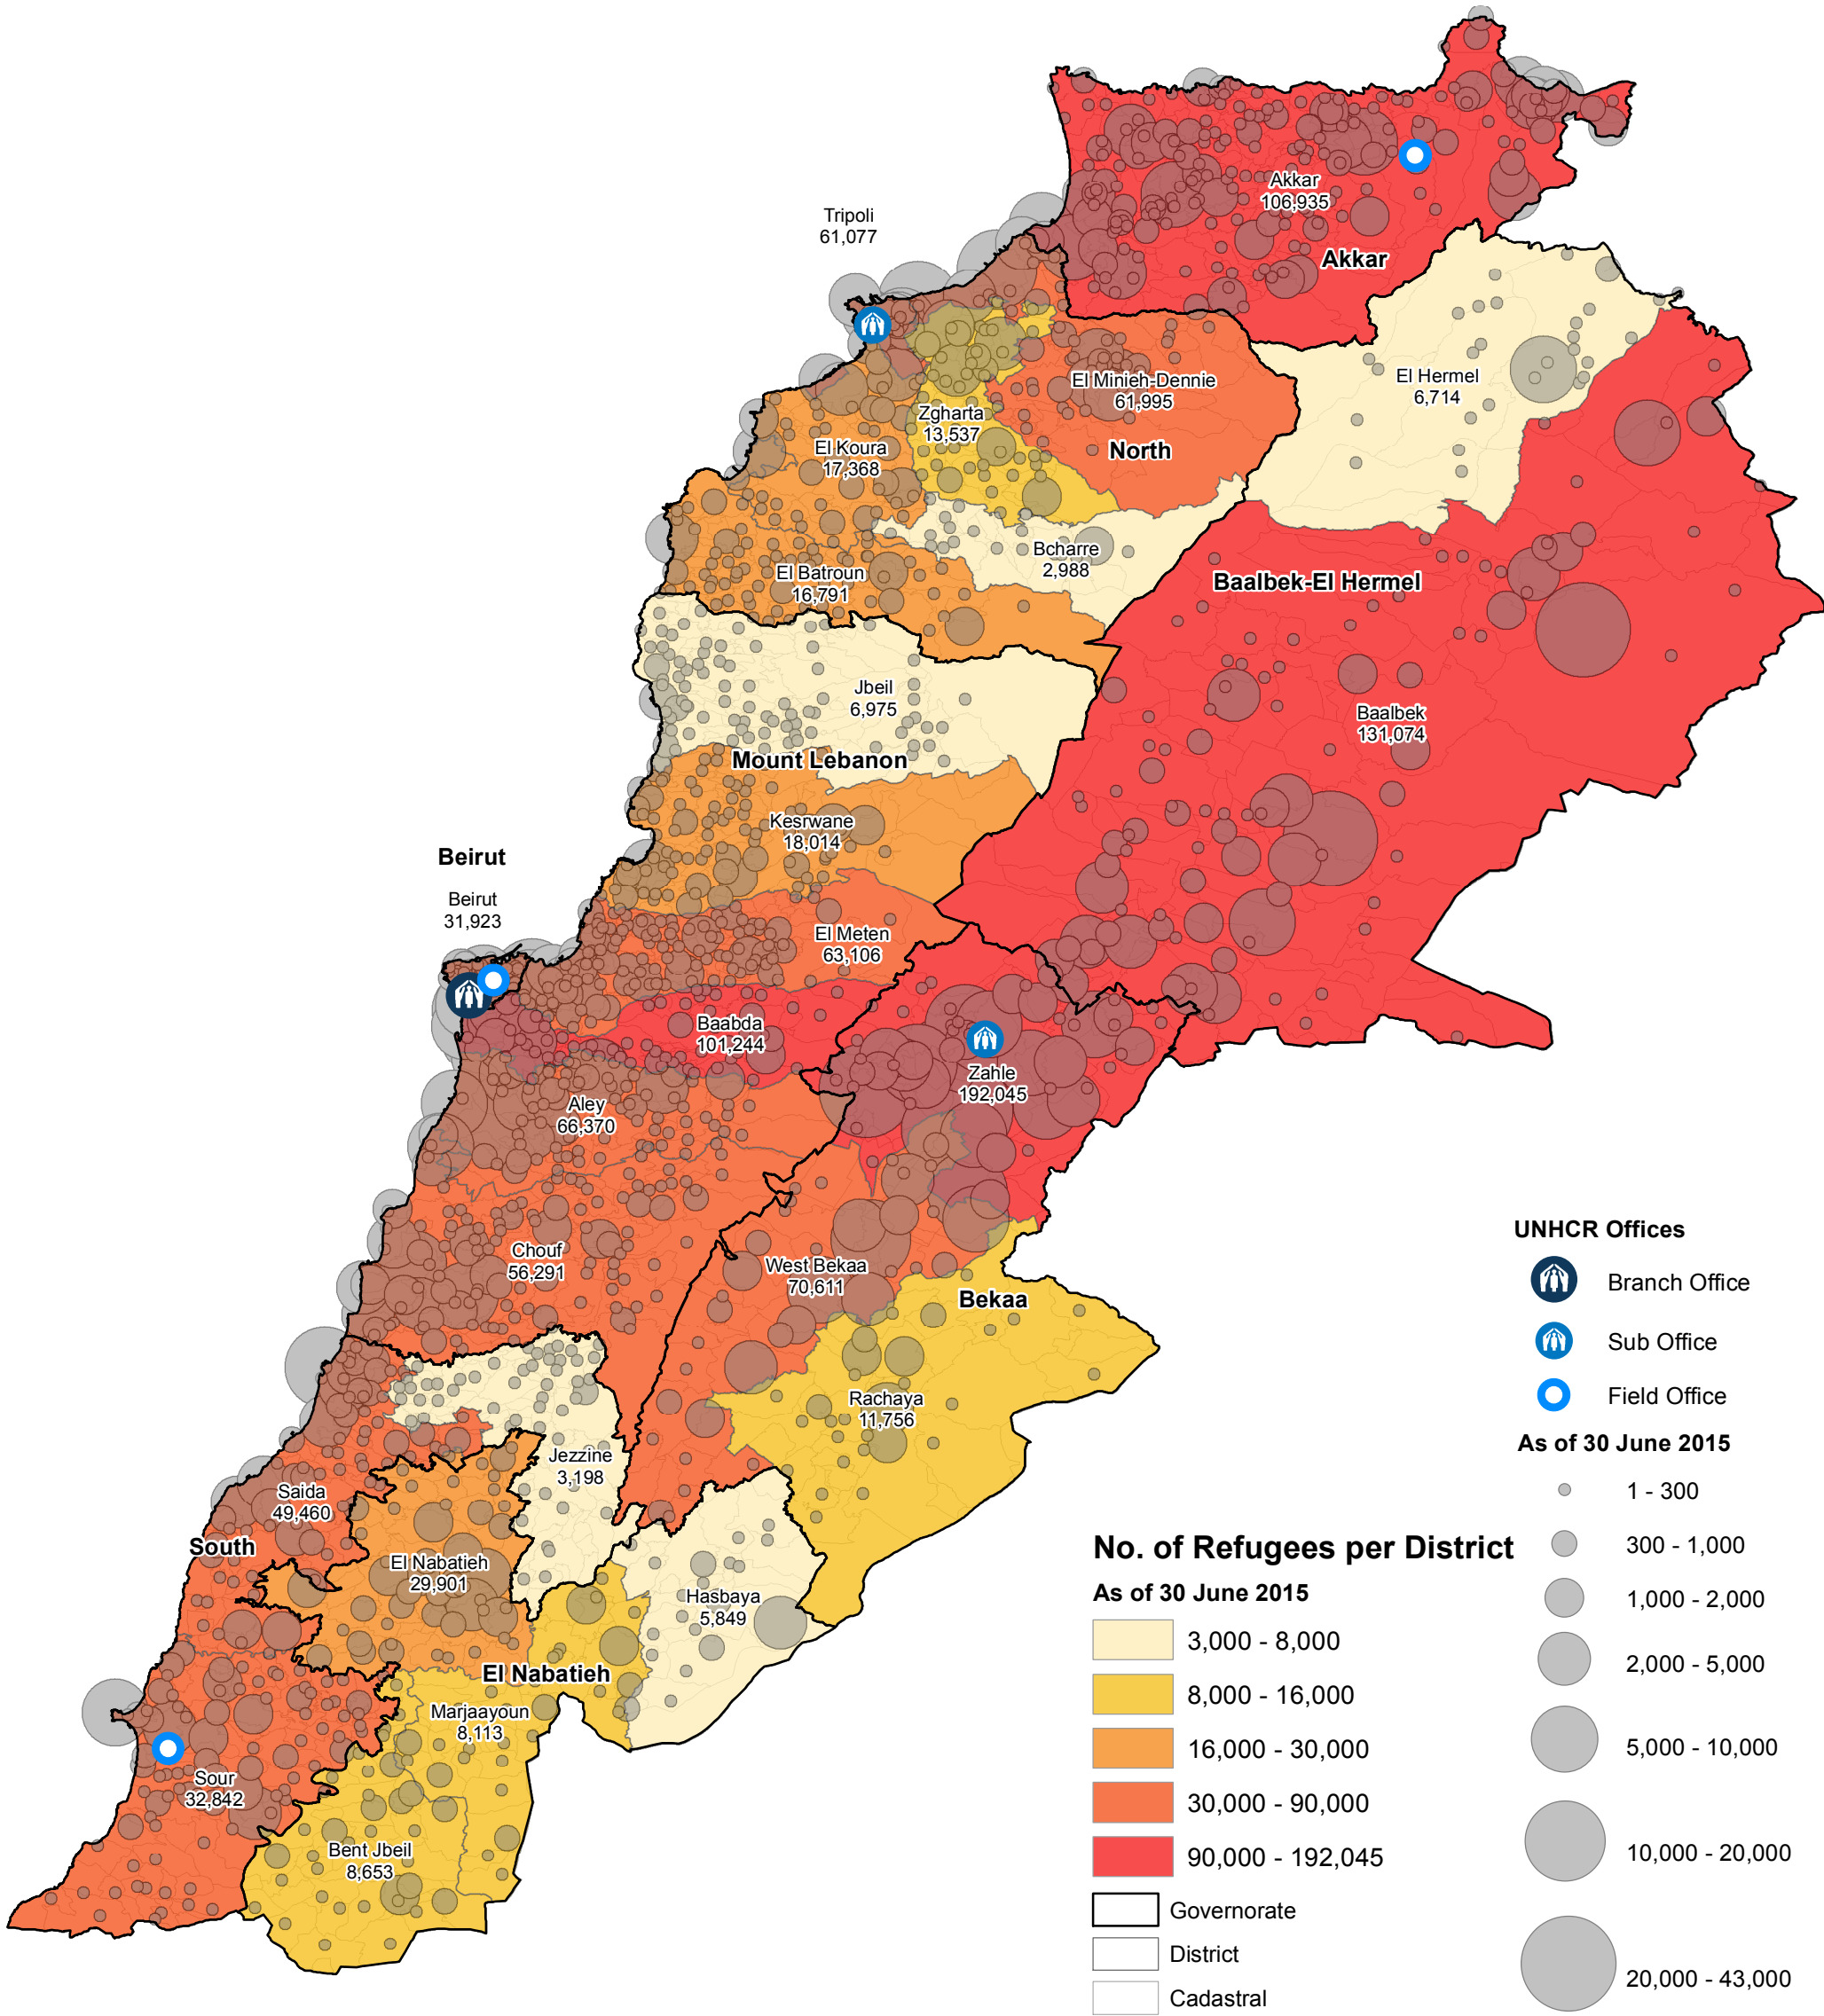 Akkar
106,935
Akkar
Tripoli
61,077
El Hermel
6,714
El Minieh-Dennie
61,995
Zgharta
13,537
North
El Koura
17,368
Bcharre
2,988
El Batroun
16,791
Baalbek-El Hermel
Jbeil
6,975
Baalbek
131,074
Mount Lebanon
Kesrwane
18,014
Beirut
Beirut
31,923
El Meten
63,106
Baabda
101,244
Zahle
192,045
Aley
66,370
Chouf
56,291
West Bekaa
70,611
Bekaa
Rachaya
11,756
Jezzine
3,198
Saida
49,460
South
El Nabatieh
29,901
Hasbaya
5,849
El Nabatieh
Marjaayoun
8,113
Sour
32,842
Bent Jbeil
8,653
UNHCR Offices
Branch Office
Sub Office
Field Office
As of 30 June 2015
1 - 300
300 - 1,000
1,000 - 2,000
2,000 - 5,000
5,000 - 10,000
10,000 - 20,000
20,000 - 43,000
No. of Refugees per District
As of 30 June 2015
3,000 - 8,000
8,000 - 16,000
16,000 - 30,000
30,000 - 90,000
90,000 - 192,045
Governorate
District
Cadastral